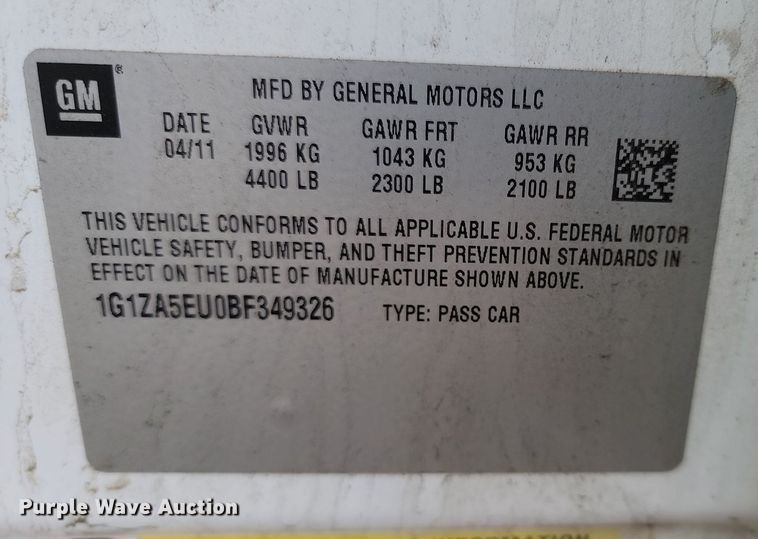 GM ®
MFD BY GENERAL MOTORS LLC
DATE GVWR GAWR FRT GAWR RR
04/11 1996 KG 1043 KG 953 KG
4400 LB 2300 LB 2100 LB
THIS VEHICLE CONFORMS TO ALL APPLICABLE U.S. FEDERAL MOTOR
VEHICLE SAFETY, BUMPER, AND THEFT PREVENTION STANDARDS IN
EFFECT ON THE DATE OF MANUFACTURE SHOWN ABOVE.
1G1ZA5EU0BF349326 TYPE: PASS CAR
Purple Wave Auction
INFORMATION